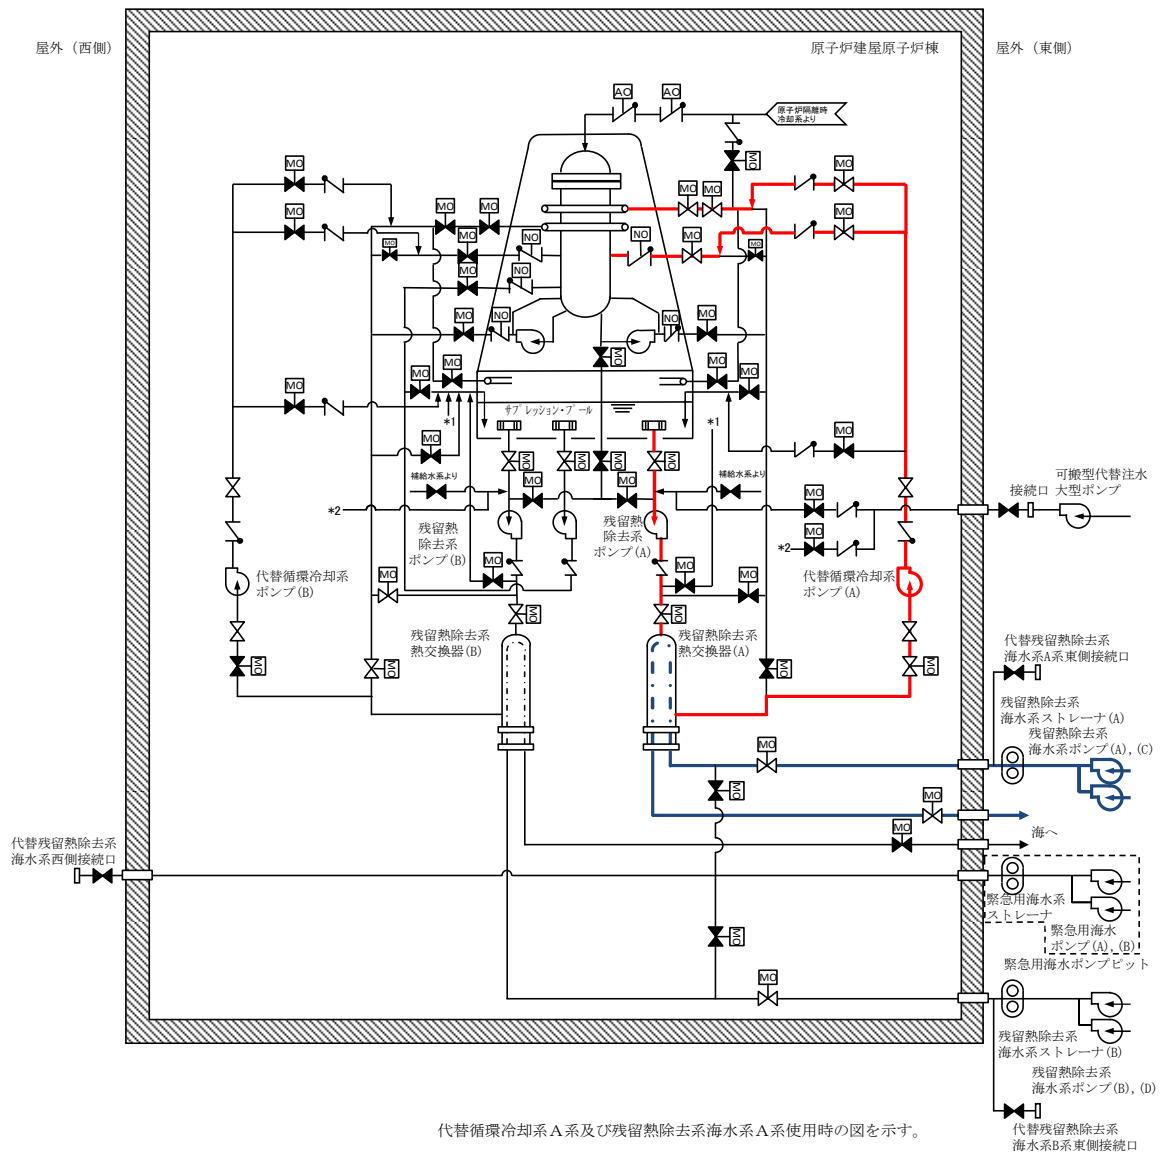 屋外（西側）
原子炉建屋原子炉棟
屋外（東側）
AO
AO
原子炉隔離時
冷却系より
MO
MO
MO
MO
MO
MO
MO
MO
MO
MO
MO
NO
NO
MO
MO
MO
MO
NO
MO
NO
NO
MO
MO
MO
MO
MO
MO
サプレッション・プール
*1
*1
MO
MO
MO
MO
MO
MO
MO
補給水系より
補給水系より
MO
MO
*2
MO
MO
*2
接続口
可搬型代替注水
大型ポンプ
残留熱
除去系
ポンプ(B)
残留熱
除去系
ポンプ(A)
代替循環冷却系
ポンプ(B)
代替循環冷却系
ポンプ(A)
MO
MO
MO
MO
MO
MO
残留熱除去系
熱交換器(B)
残留熱除去系
熱交換器(A)
MO
MO
MO
MO
代替残留熱除去系
海水系A系東側接続口
残留熱除去系
海水系ストレーナ(A)
残留熱除去系
海水系ポンプ(A),(C)
MO
MO
MO
MO
海へ
代替残留熱除去系
海水系西側接続口
緊急用海水系
ストレーナ
緊急用海水
ポンプ(A),(B)
緊急用海水ポンプピット
MO
MO
残留熱除去系
海水系ストレーナ(B)
残留熱除去系
海水系ポンプ(B),(D)
代替残留熱除去系
海水系B系東側接続口
代替循環冷却系Ａ系及び残留熱除去系海水系Ａ系使用時の図を示す。